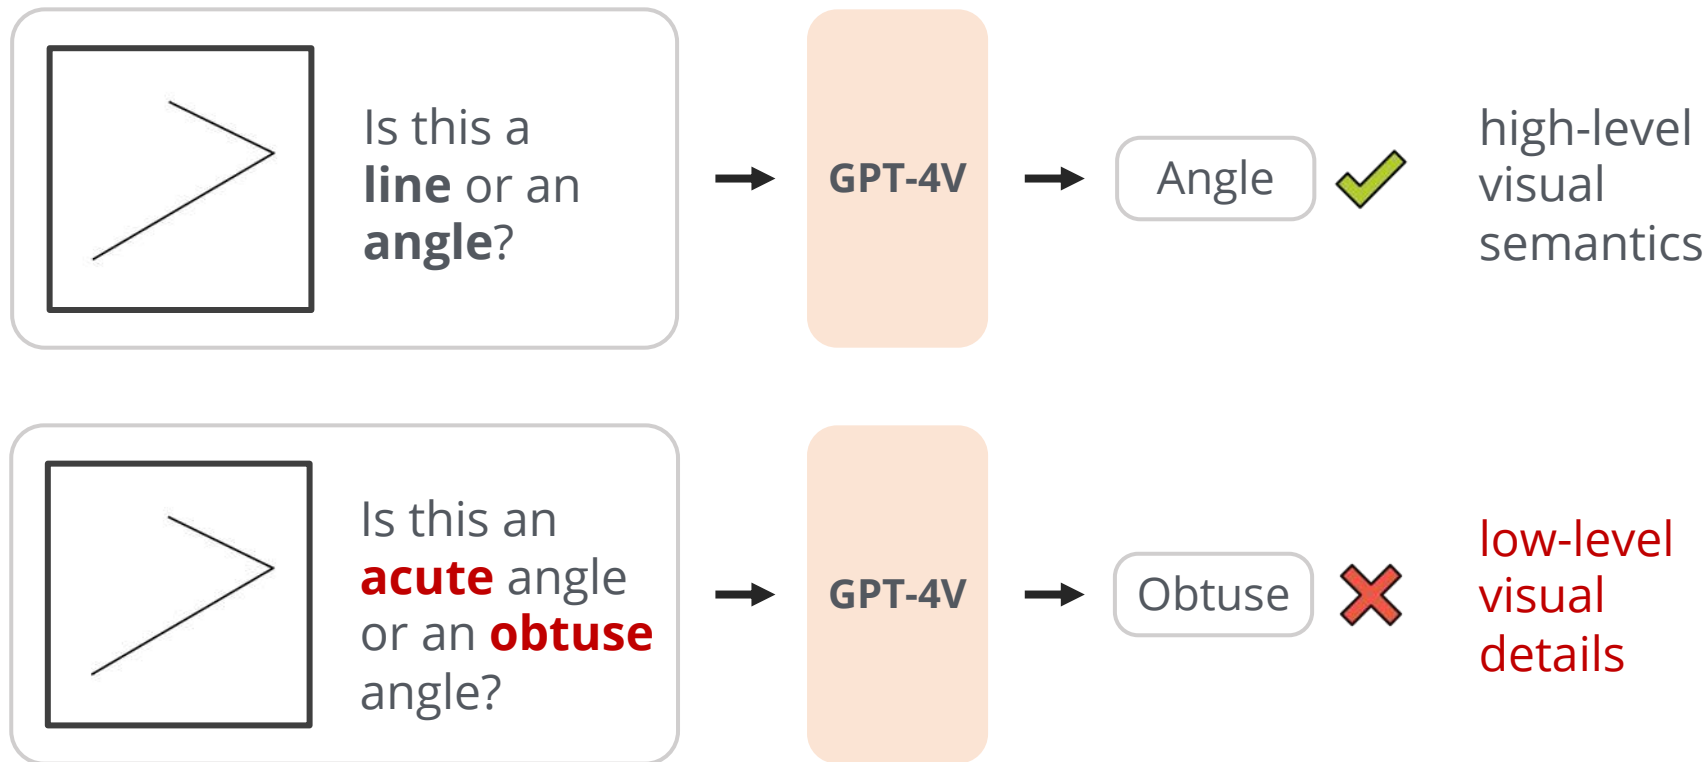 Is this a
line or an
angle?
GPT-4V
Angle
high-level
visual
semantics
Is this an
acute angle
or an obtuse
angle?
GPT-4V
Obtuse
low-level
visual
details